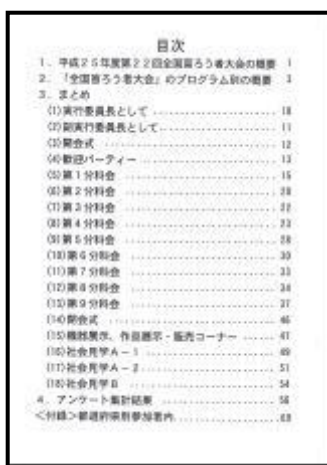 目次
1．平成25年度第22回全国盲ろう者大会の概要 1
2．「全国盲ろう者大会」のプログラム別の概要 3
3．まとめ
(1)実行委員長として 10
(2)副実行委員長として 11
(3)開会式 12
(4)歓迎パーティー 13
(5)第1分科会 15
(6)第2分科会 20
(7)第3分科会 22
(8)第4分科会 23
(9)第5分科会 28
(10)第6分科会 30
(11)第7分科会 33
(12)第8分科会 34
(13)第9分科会 37
(14)閉会式 46
(15)機器展示、作品展示・販売コーナー 47
(16)社会見学A－1 49
(17)社会見学A－2 51
(18)社会見学B 54
4．アンケート集計結果 56
＜付録＞都道府県別参加者内 69